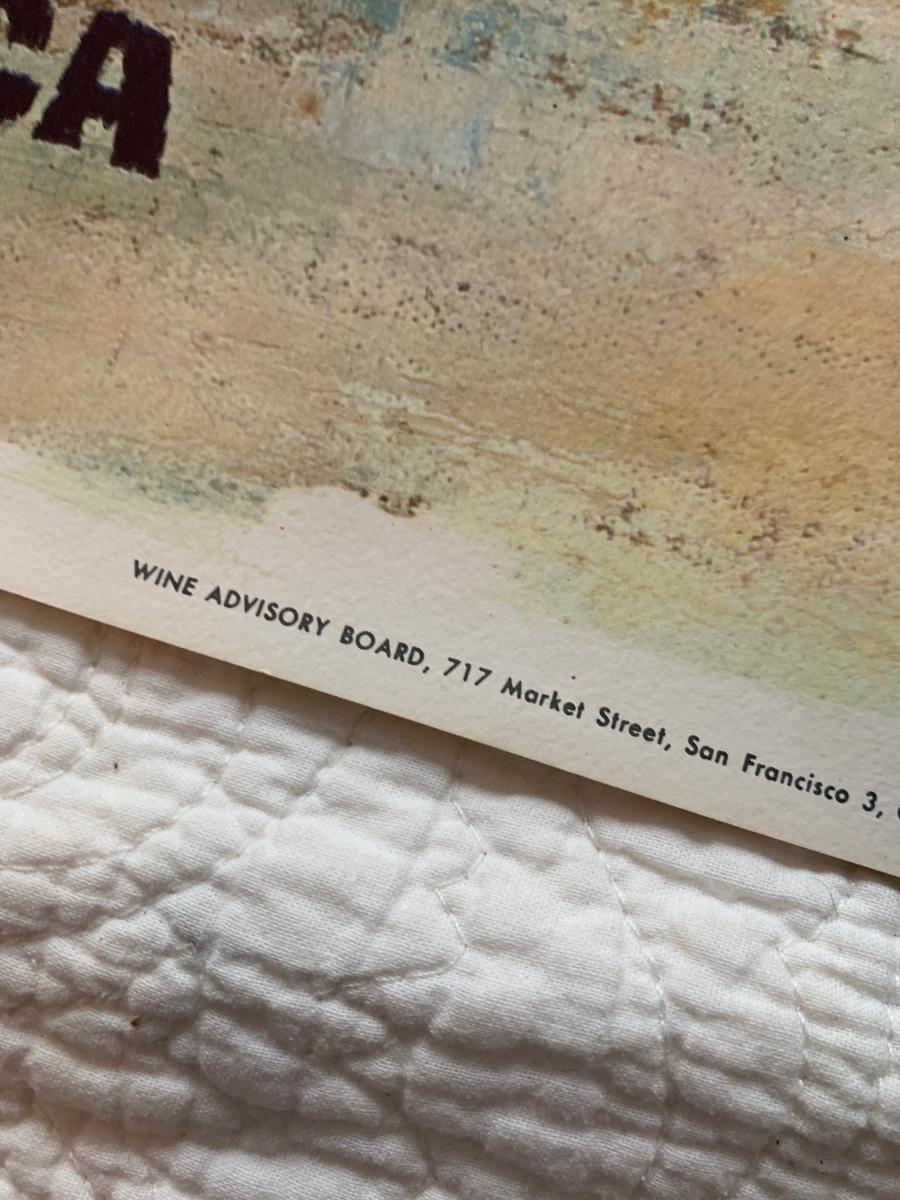 CA
WINE ADVISORY BOARD, 717 Market Street, San Francisco 3,